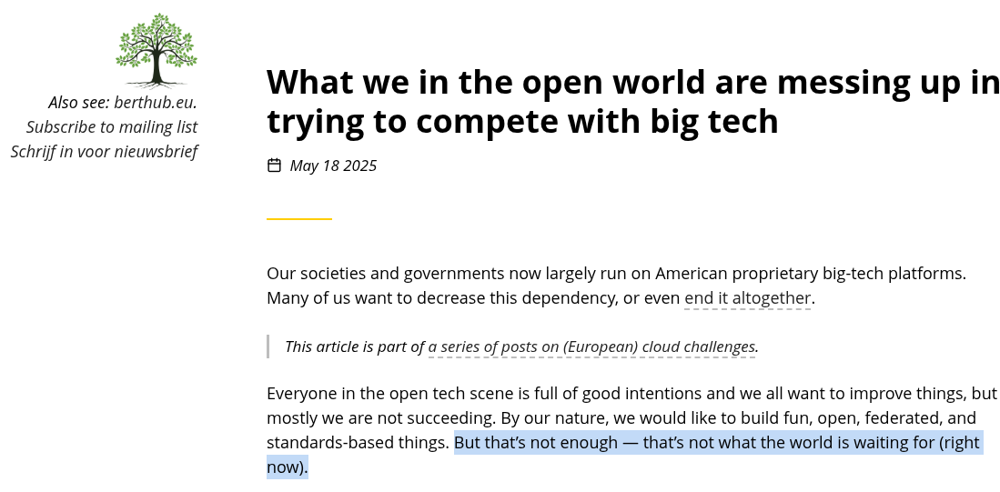 Also see: berthub.eu.
Subscribe to mailing list
Schrijf in voor nieuwsbrief
What we in the open world are messing up in
trying to compete with big tech
May 18 2025
Our societies and governments now largely run on American proprietary big-tech platforms.
Many of us want to decrease this dependency, or even end it altogether.
This article is part of a series of posts on (European) cloud challenges.
Everyone in the open tech scene is full of good intentions and we all want to improve things, but
mostly we are not succeeding. By our nature, we would like to build fun, open, federated, and
standards-based things. But that’s not enough — that’s not what the world is waiting for (right
now).